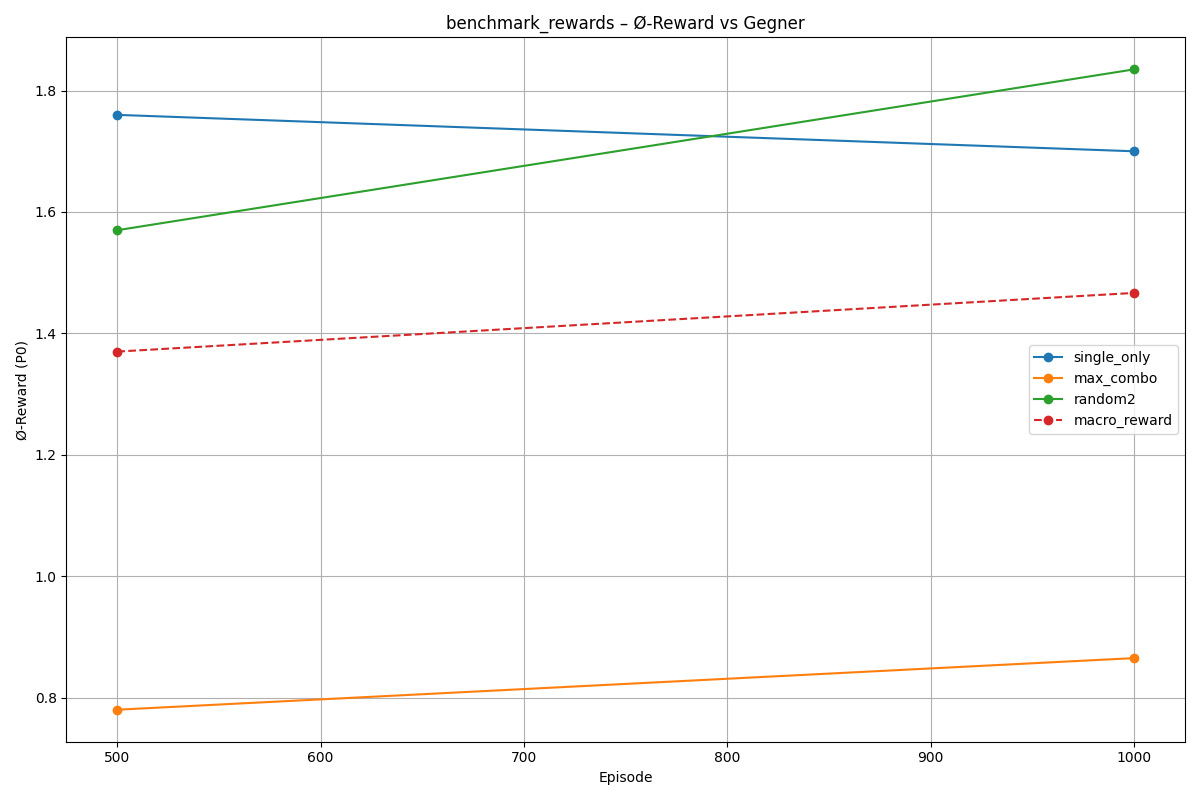 benchmark_rewards – Ø-Reward vs Gegner
Ø-Reward (P0)
1.8
1.6
1.4
1.2
1.0
0.8
single_only
max_combo
random2
macro_reward
500 600 700 800 900 1000
Episode